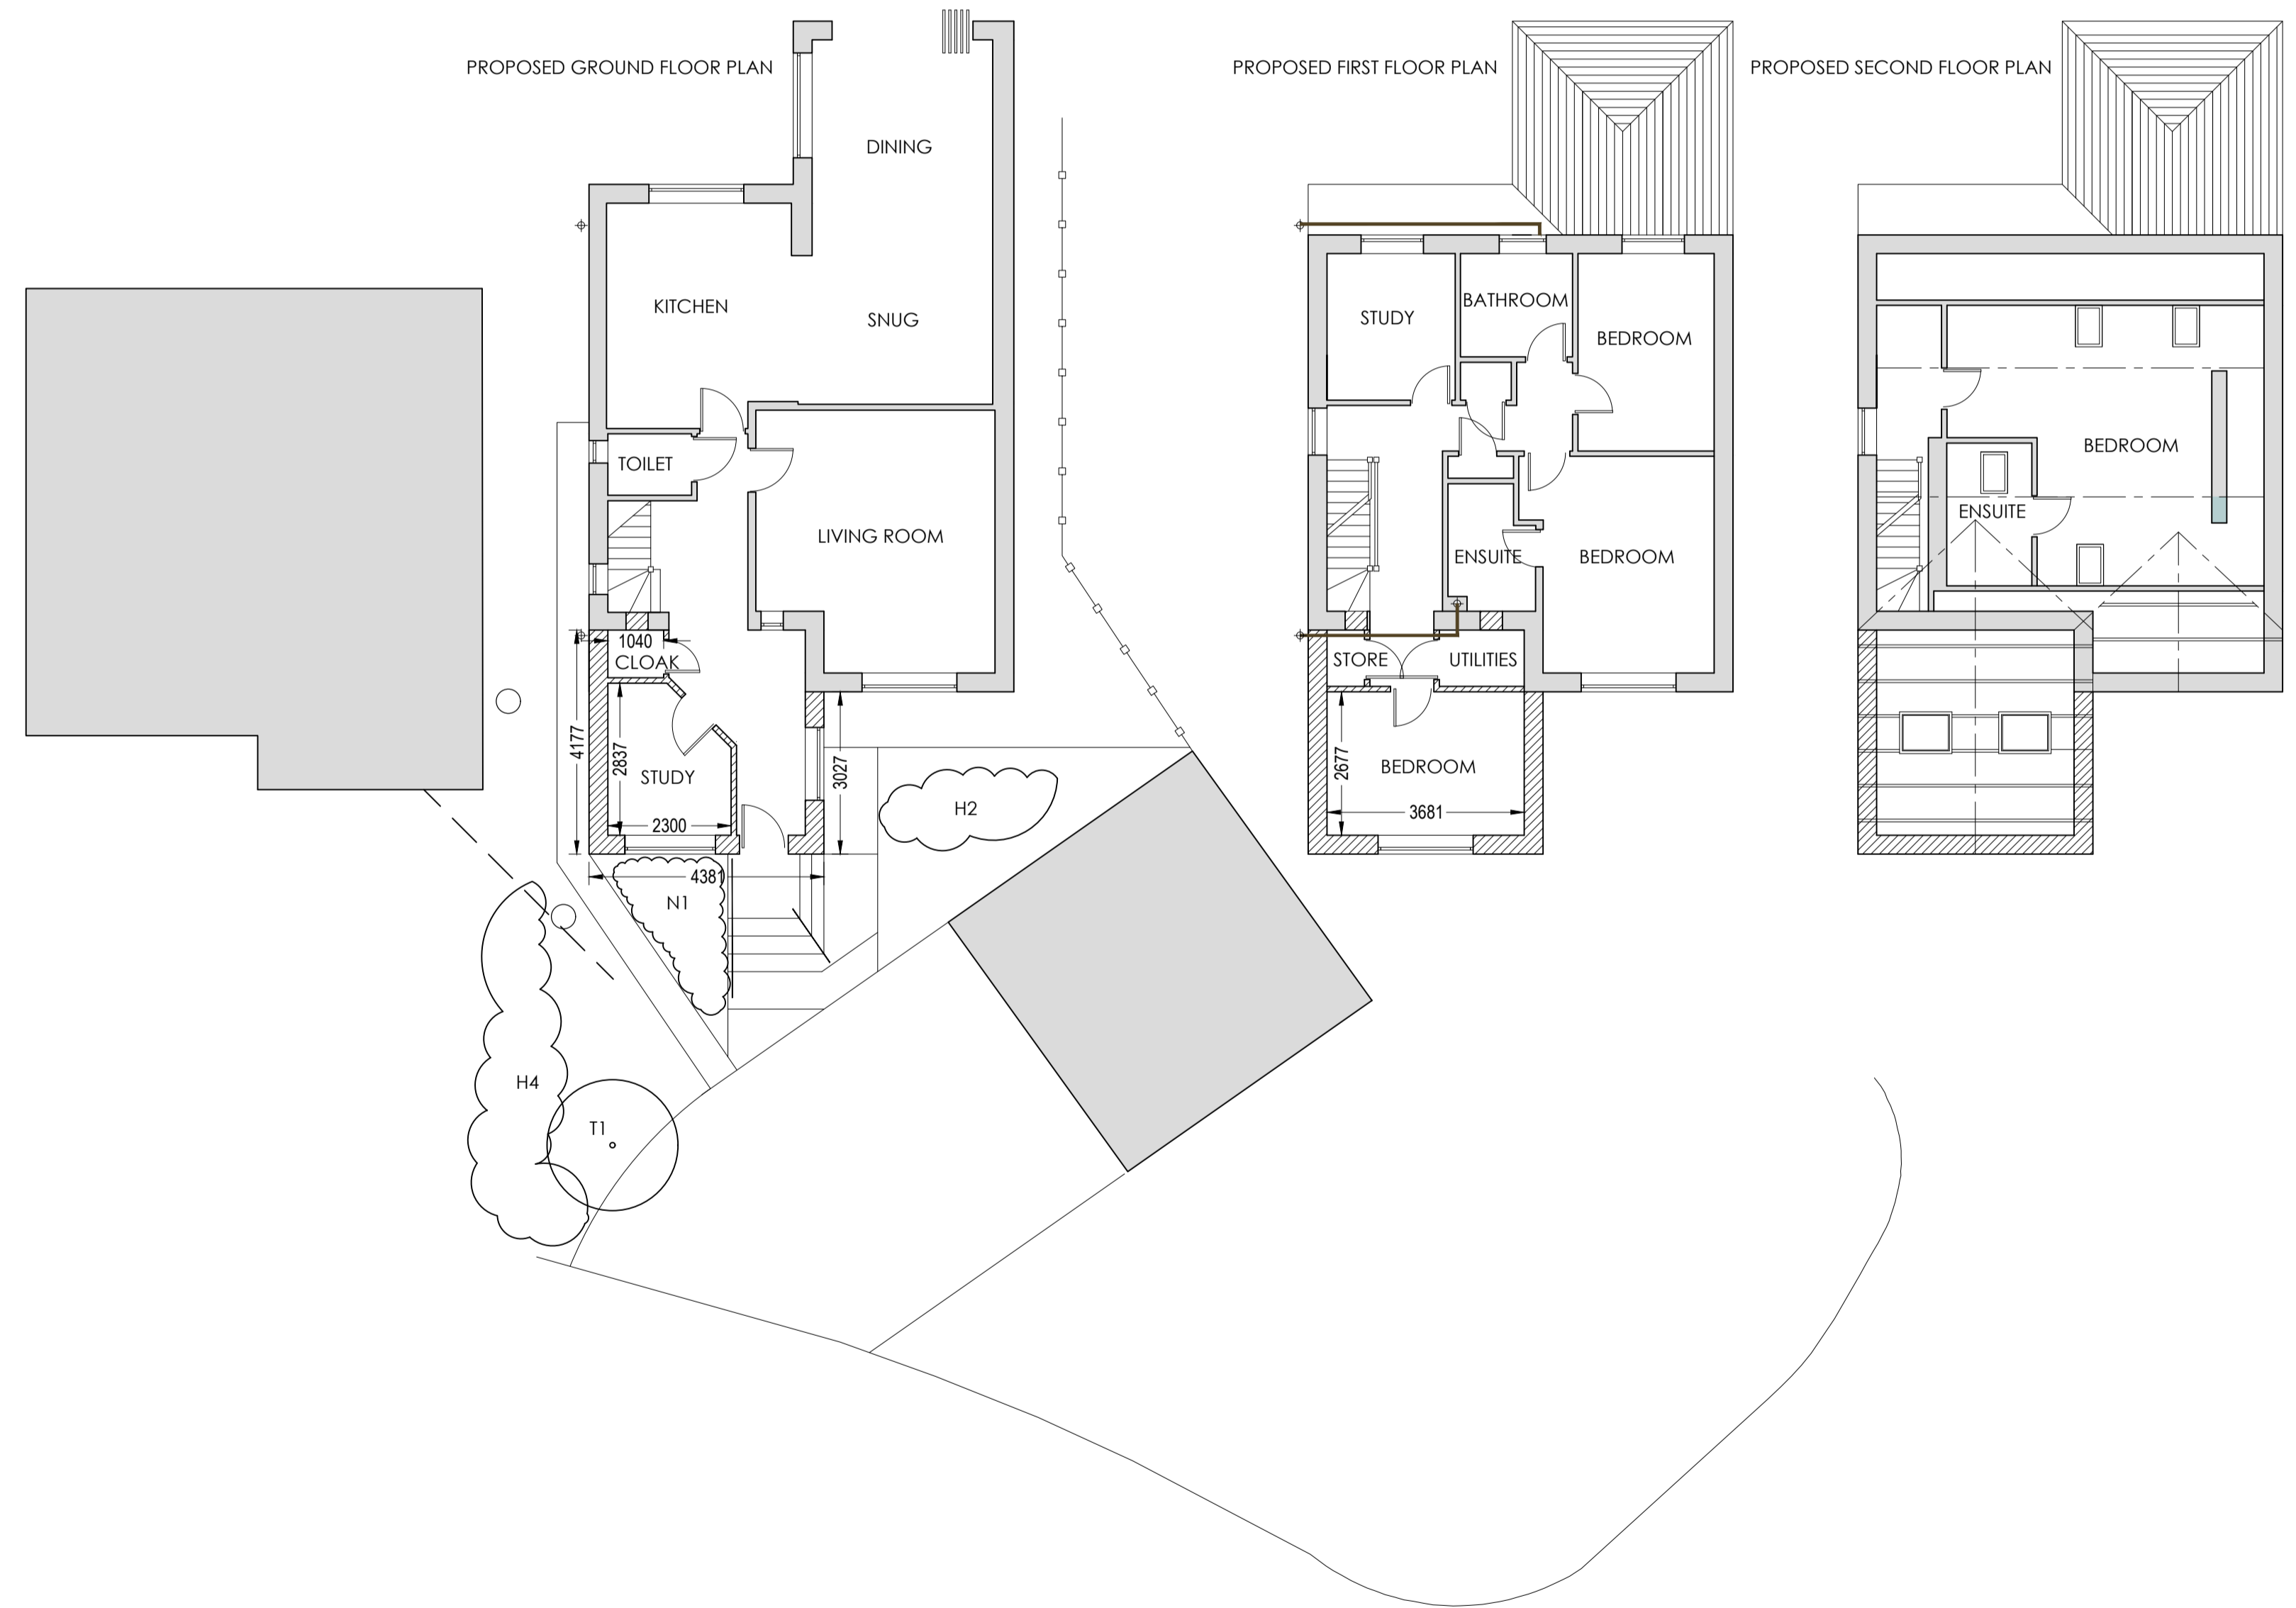 PROPOSED GROUND FLOOR PLAN
DINING
KITCHEN
SNUG
TOILET
LIVING ROOM
1040
CLOAK
4177
2837
STUDY
2300
3027
4381
N1
H2
H4
T1
PROPOSED FIRST FLOOR PLAN
STUDY
BATHROOM
BEDROOM
ENSUITE
BEDROOM
STORE
UTILITIES
2677
BEDROOM
3681
PROPOSED SECOND FLOOR PLAN
BEDROOM
ENSUITE